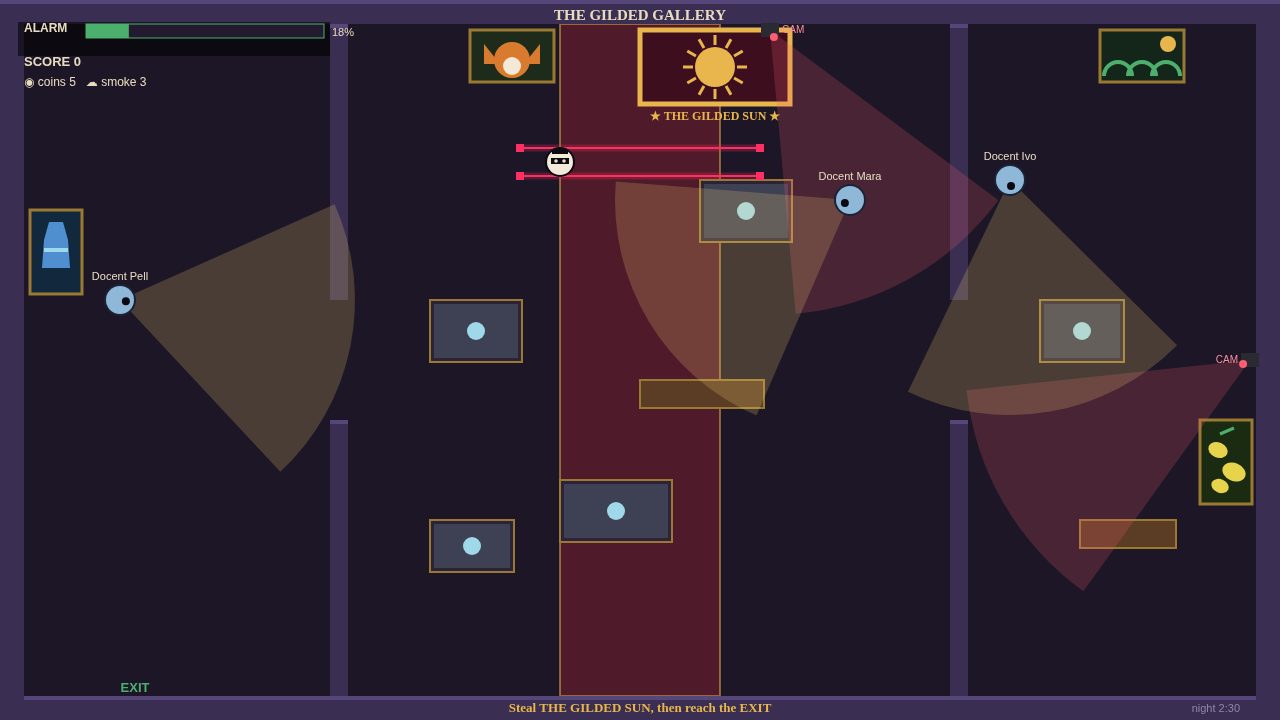 THE GILDED GALLERY
ALARM
18%
SCORE 0
◉ coins 5 ☁ smoke 3
CAM
★ THE GILDED SUN ★
Docent Ivo
Docent Mara
Docent Pell
CAM
EXIT
Steal THE GILDED SUN, then reach the EXIT
night 2:30